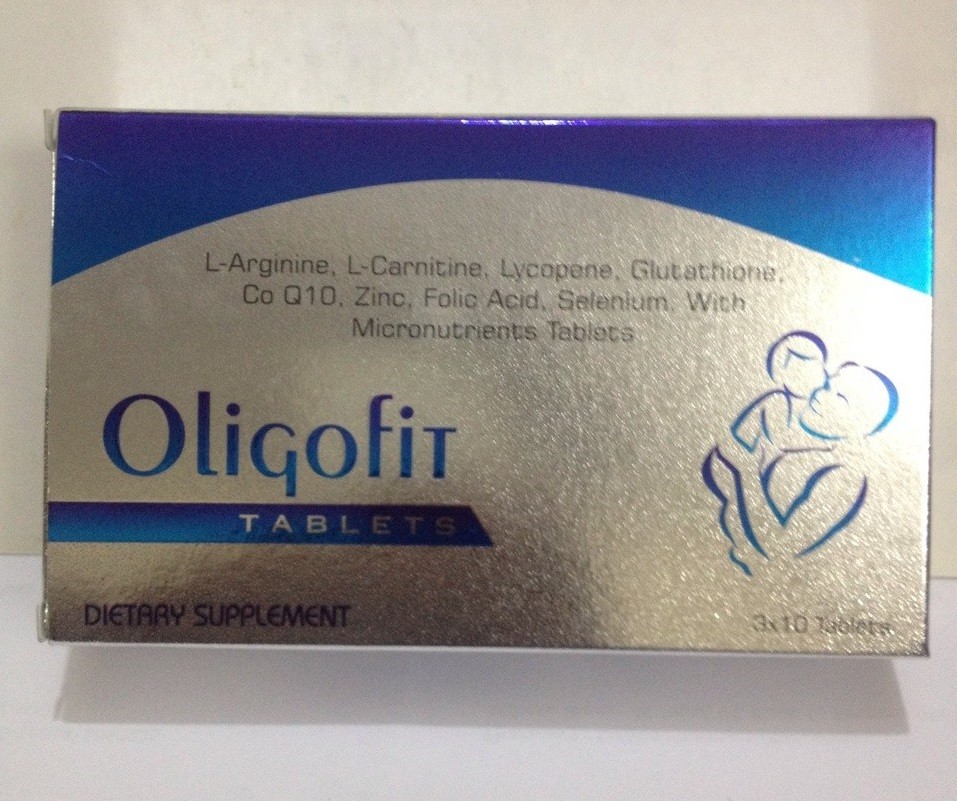 L-Arginine, L-Carnitine, Lycopene, Glutathione,
Co Q10, Zinc, Folic Acid, Selenium, With
Micronutrients Tablets
Oligofit
TABLETS
DIETARY SUPPLEMENT
3x10 Tablets